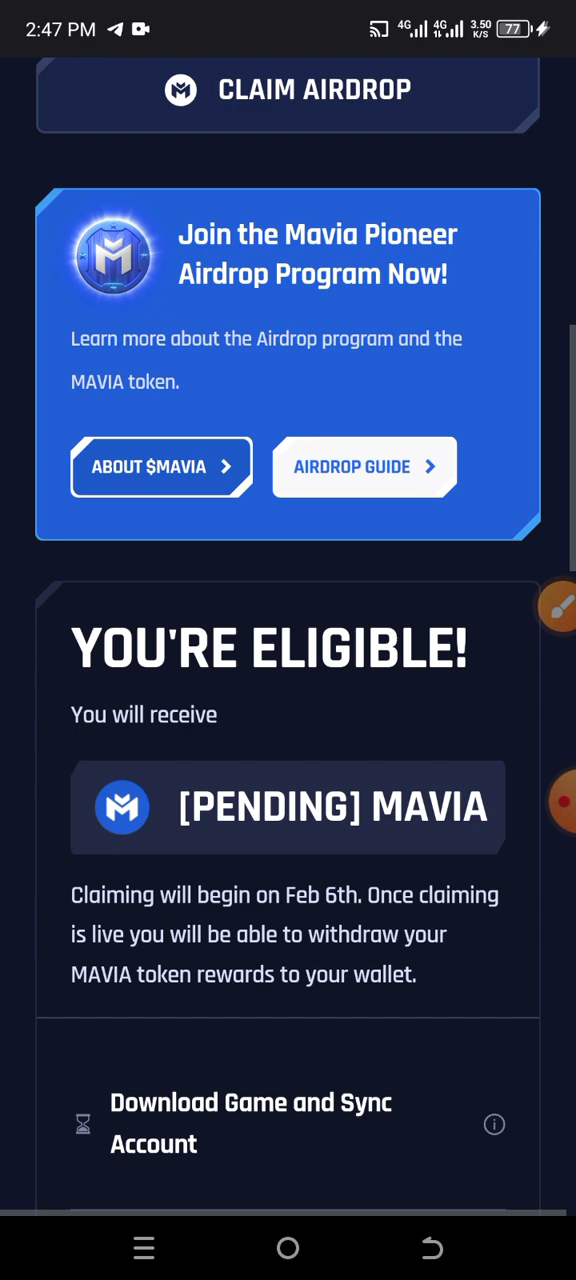 2:47 PM 4G 4G 3.50 K/S 77
CLAIM AIRDROP
Join the Mavia Pioneer
Airdrop Program Now!
Learn more about the Airdrop program and the
MAVIA token.
ABOUT $MAVIA
AIRDROP GUIDE
YOU'RE ELIGIBLE!
You will receive
[PENDING] MAVIA
Claiming will begin on Feb 6th. Once claiming
is live you will be able to withdraw your
MAVIA token rewards to your wallet.
Download Game and Sync
Account